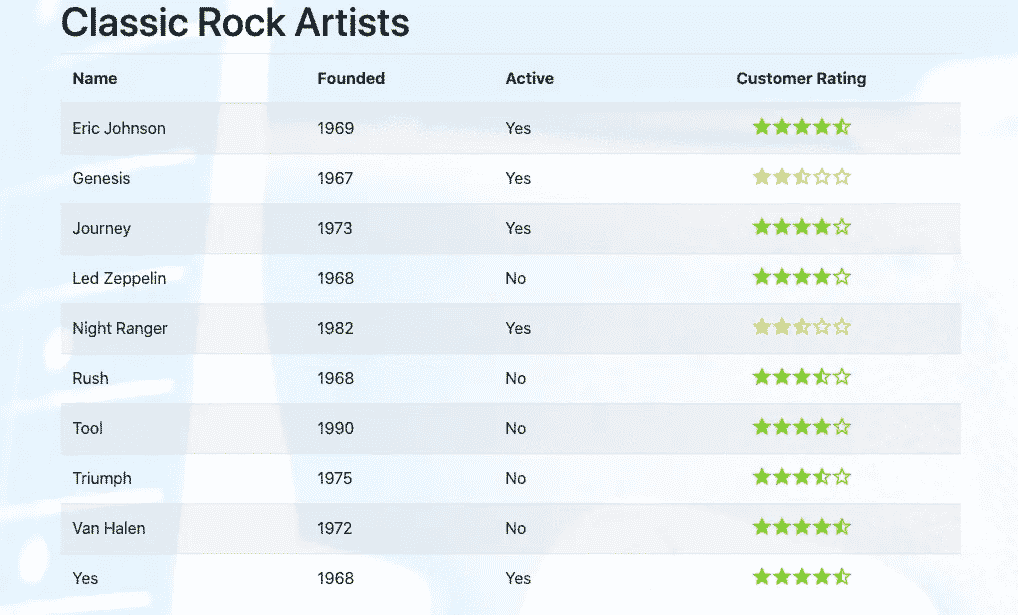 Classic Rock Artists
Name Founded Active Customer Rating
Eric Johnson 1969 Yes
Genesis 1967 Yes
Journey 1973 Yes
Led Zeppelin 1968 No
Night Ranger 1982 Yes
Rush 1968 No
Tool 1990 No
Triumph 1975 No
Van Halen 1972 No
Yes 1968 Yes